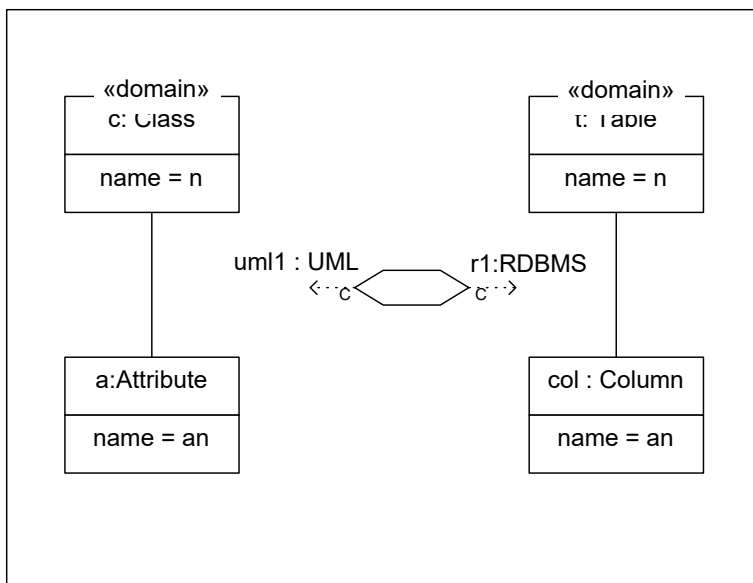 «domain»
c: Class
name = n
«domain»
t: Table
name = n
uml1 : UML
r1:RDBMS
C
C
a:Attribute
name = an
col : Column
name = an